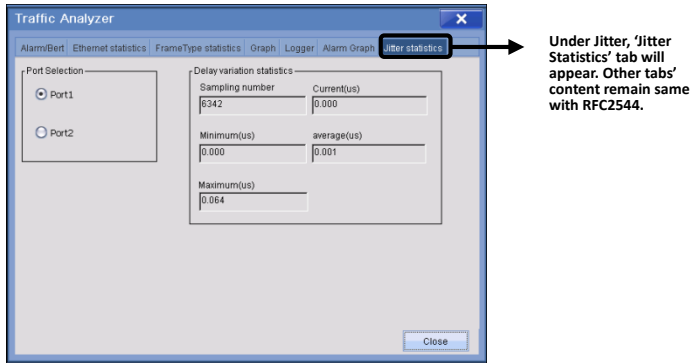 Traffic Analyzer
Alarm/Bert Ethernet statistics FrameType statistics Graph Logger Alarm Graph Jitter statistics
Port Selection
Port1
Port2
Delay variation statistics
Sampling number Current(us)
6342 0.000
Minimum(us) average(us)
0.000 0.001
Maximum(us)
0.064
Close
Under Jitter, ‘Jitter
Statistics’ tab will
appear. Other tabs’
content remain same
with RFC2544.